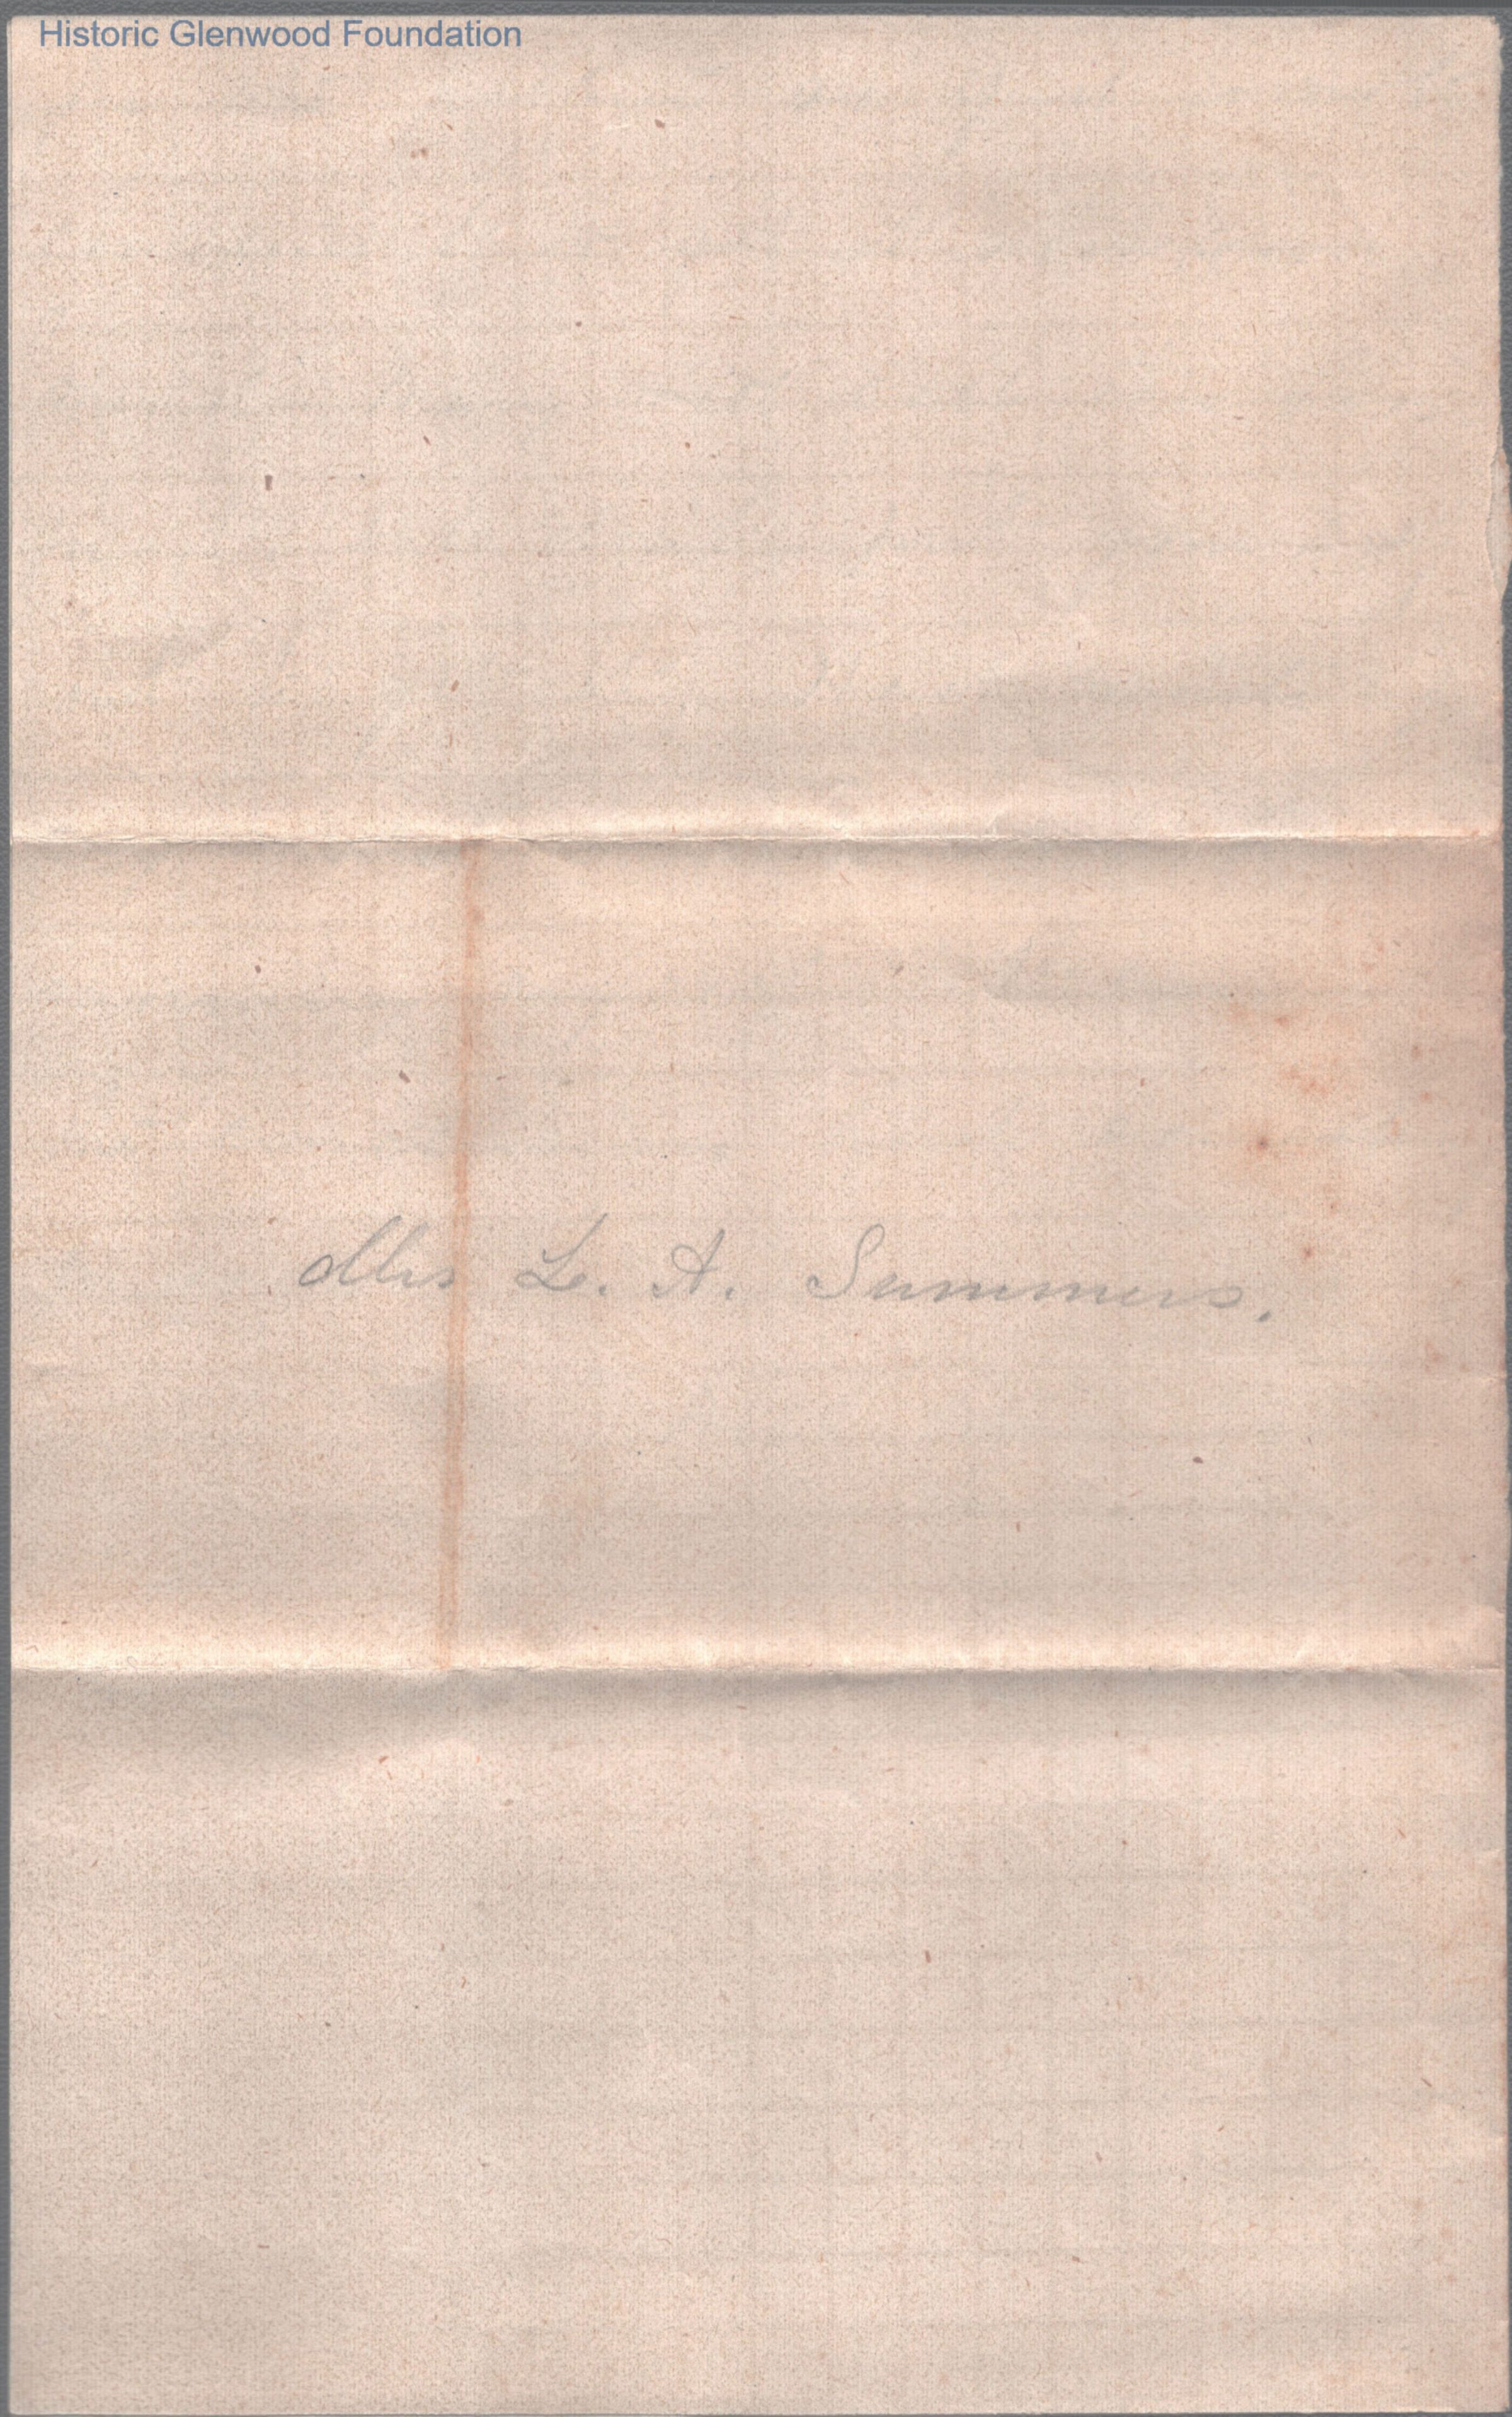 Historic Glenwood Foundation
Mrs L. A. Summers.